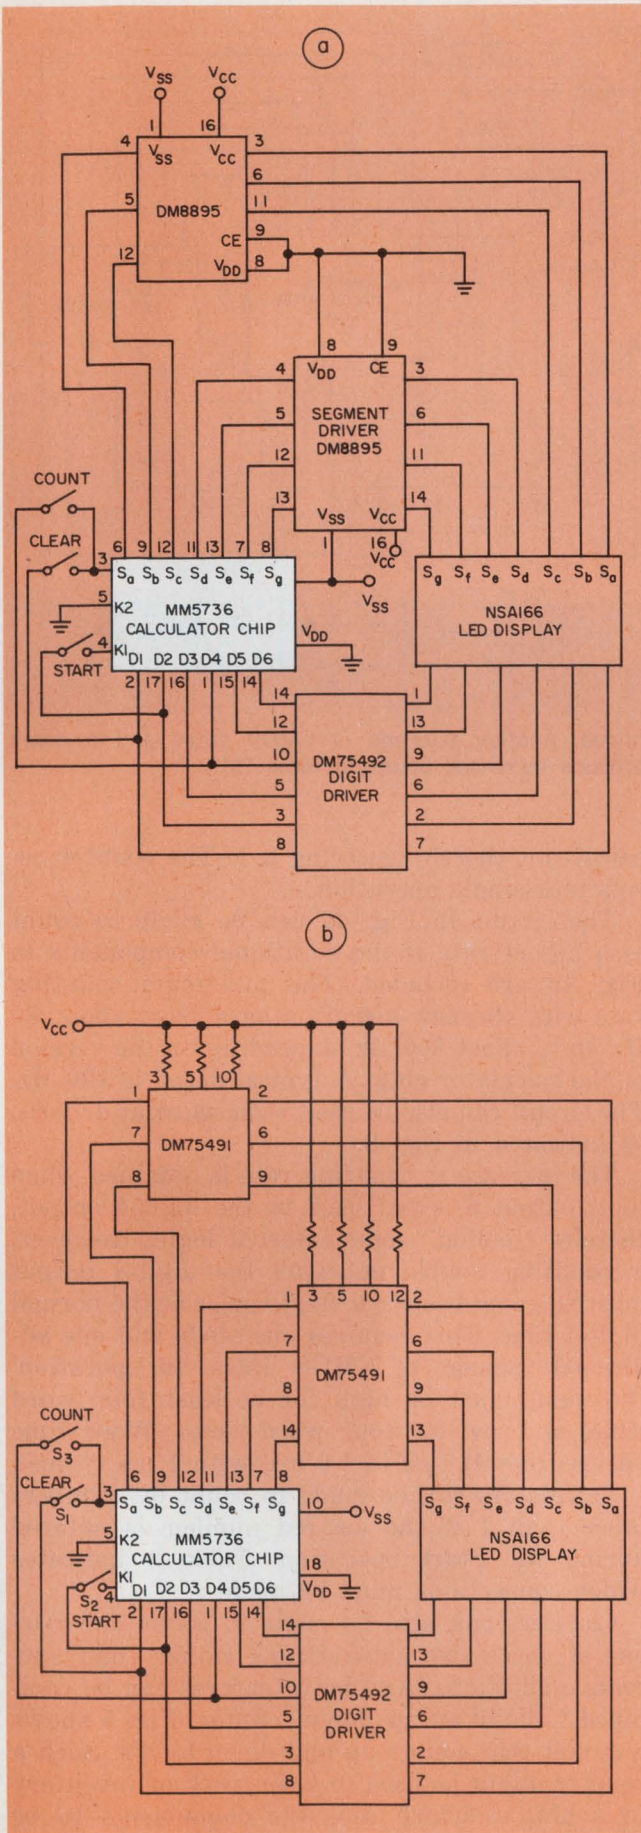 a
VSS VCC
1 16
4 VSS VCC 3
6
5 DM8895 11
CE 9
12 VDD 8
8 9
4 VDD CE 3
5 SEGMENT 6
DRIVER
12 DM8895 11
13 14
VSS VCC
1 16
VCC
COUNT
CLEAR
3 6 9 12 11 13 7 8
Sa Sb Sc Sd Se Sf Sg
VSS
5 K2 MM5736
CALCULATOR CHIP VDD
4 K1
START D1 D2 D3 D4 D5 D6
2 17 16 1 15 14
Sg Sf Se Sd Sc Sb Sa
NSA166
LED DISPLAY
14 1
12 13
10 DM75492 9
5 DIGIT 6
DRIVER
3 2
8 7
b
VCC
3 5 10
1 2
7 DM75491 6
8 9
3 5 10 12
1 2
7 6
DM75491
8 9
14 13
COUNT
S3
CLEAR
S1
3 6 9 12 11 13 7 8
Sa Sb Sc Sd Se Sf Sg 10 VSS
5 K2 MM5736
CALCULATOR CHIP 18
K1 VDD
S2 4 D1 D2 D3 D4 D5 D6
START 2 17 16 1 15 14
Sg Sf Se Sd Sc Sb Sa
NSA166
LED DISPLAY
14 1
12 13
10 DM75492 9
5 DIGIT 6
DRIVER
3 2
8 7